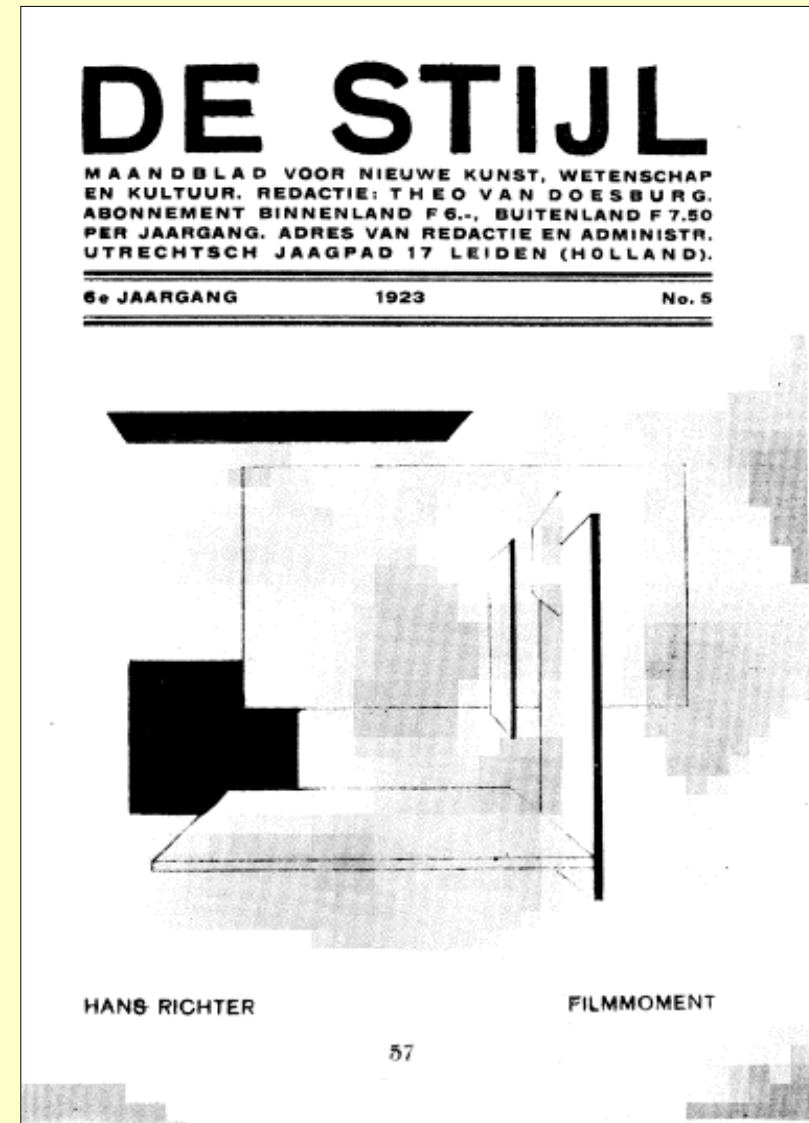 DE STIJL
MAANDBLAD VOOR NIEUWE KUNST, WETENSCHAP
EN KULTUUR. REDACTIE: THEO VAN DOESBURG.
ABONNEMENT BINNENLAND F 6.-, BUITENLAND F 7.50
PER JAARGANG. ADRES VAN REDACTIE EN ADMINISTR.
UTRECHTSCH JAAGPAD 17 LEIDEN (HOLLAND).
6e JAARGANG 1923 No. 5
HANS RICHTER FILMMOMENT
57